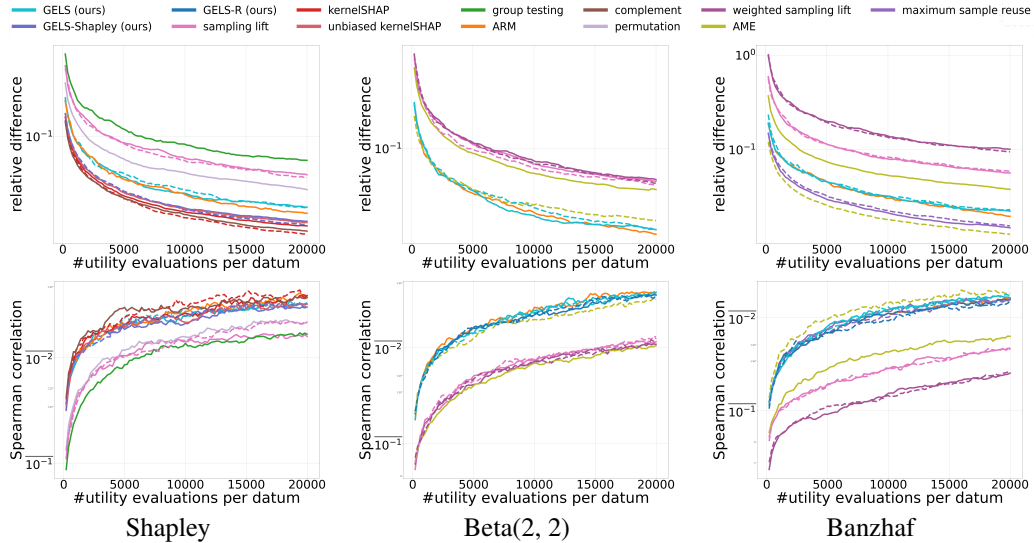 GELS (ours) GELS-R (ours) kernelSHAP group testing complement weighted sampling lift maximum sample reuse
GELS-Shapley (ours) sampling lift unbiased kernelSHAP ARM permutation AME
relative difference relative difference relative difference
10⁻¹ 10⁻¹ 10⁰
10⁻¹
0 5000 10000 15000 20000 0 5000 10000 15000 20000 0 5000 10000 15000 20000
#utility evaluations per datum #utility evaluations per datum #utility evaluations per datum
Spearman correlation Spearman correlation Spearman correlation
10⁻² 10⁻² 10⁻²
10⁻¹ 10⁻¹ 10⁻¹
0 5000 10000 15000 20000 0 5000 10000 15000 20000 0 5000 10000 15000 20000
#utility evaluations per datum #utility evaluations per datum #utility evaluations per datum
Shapley Beta(2, 2) Banzhaf